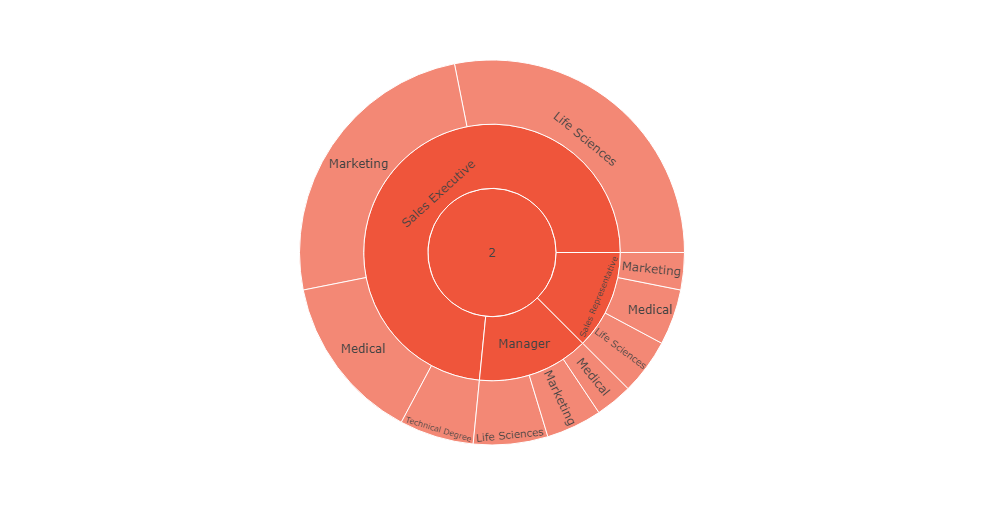 Life Sciences
Marketing
Sales Executive
2
Sales Representative
Marketing
Medical
Manager
Medical
Life Sciences
Medical
Marketing
Technical Degree
Life Sciences